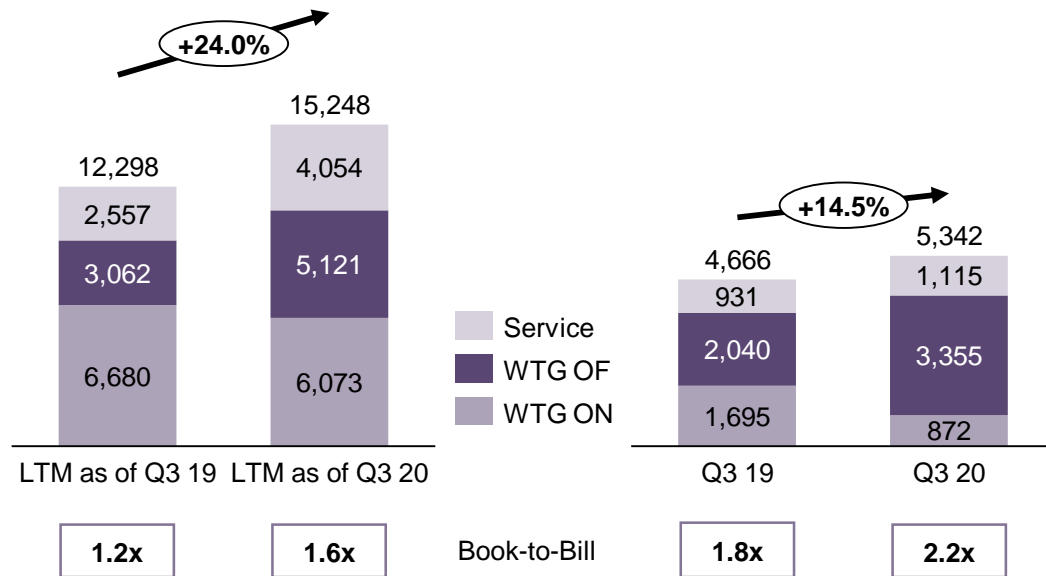 +24.0%
15,248
12,298
4,054
2,557
5,121
3,062
6,680
6,073
LTM as of Q3 19
LTM as of Q3 20
Service
WTG OF
WTG ON
+14.5%
5,342
4,666
1,115
931
2,040
3,355
1,695
872
Q3 19
Q3 20
1.2x
1.6x
Book-to-Bill
1.8x
2.2x